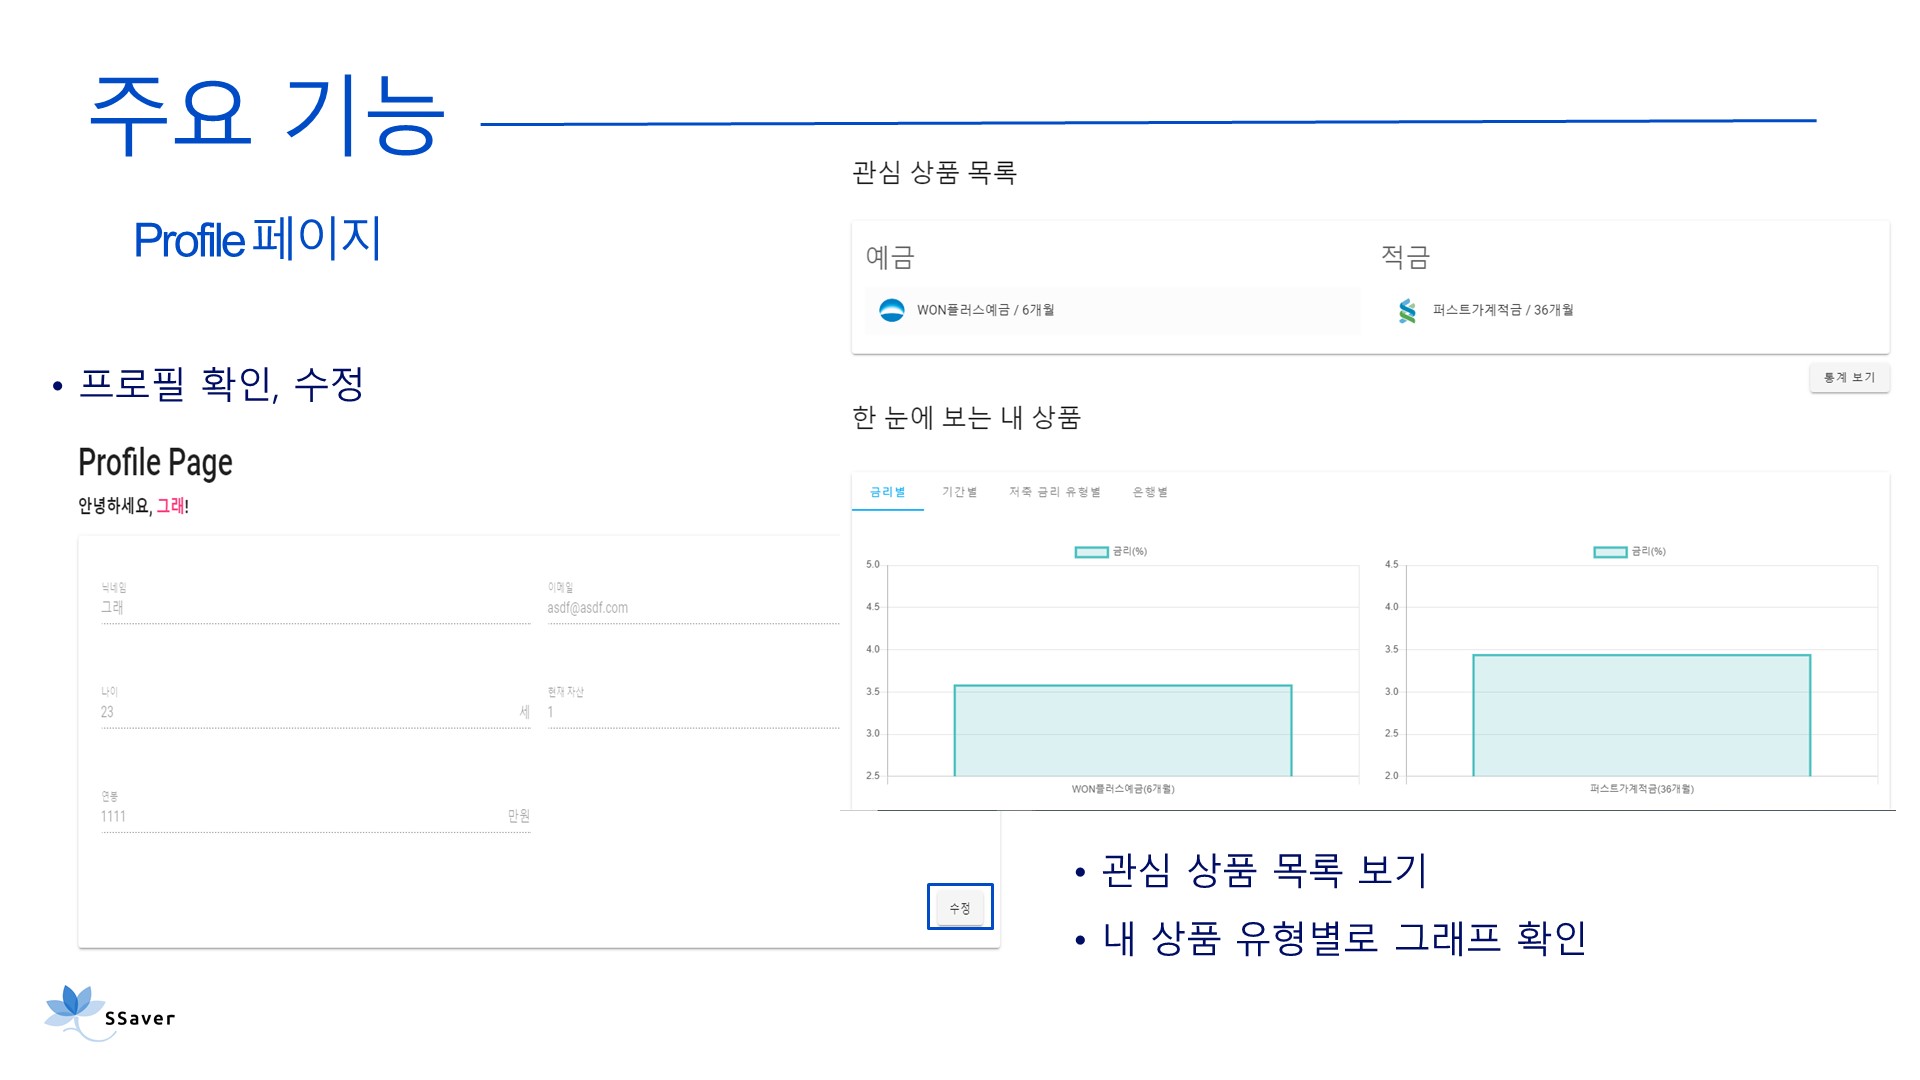 주요 기능
Profile 페이지
• 프로필 확인, 수정
Profile Page
안녕하세요, 그래!
닉네임
그래
이메일
asdf@asdf.com
나이
23 세
현재 자산
1
연봉
1111 만원
수정
관심 상품 목록
예금
WON플러스예금 / 6개월
적금
퍼스트가계적금 / 36개월
통계 보기
한 눈에 보는 내 상품
금리별 기간별 저축 금리 유형별 은행별
금리(%)
5.0
4.5
4.0
3.5
3.0
2.5
WON플러스예금(6개월)
금리(%)
4.5
4.0
3.5
3.0
2.5
2.0
퍼스트가계적금(36개월)
• 관심 상품 목록 보기
• 내 상품 유형별로 그래프 확인
SSaver